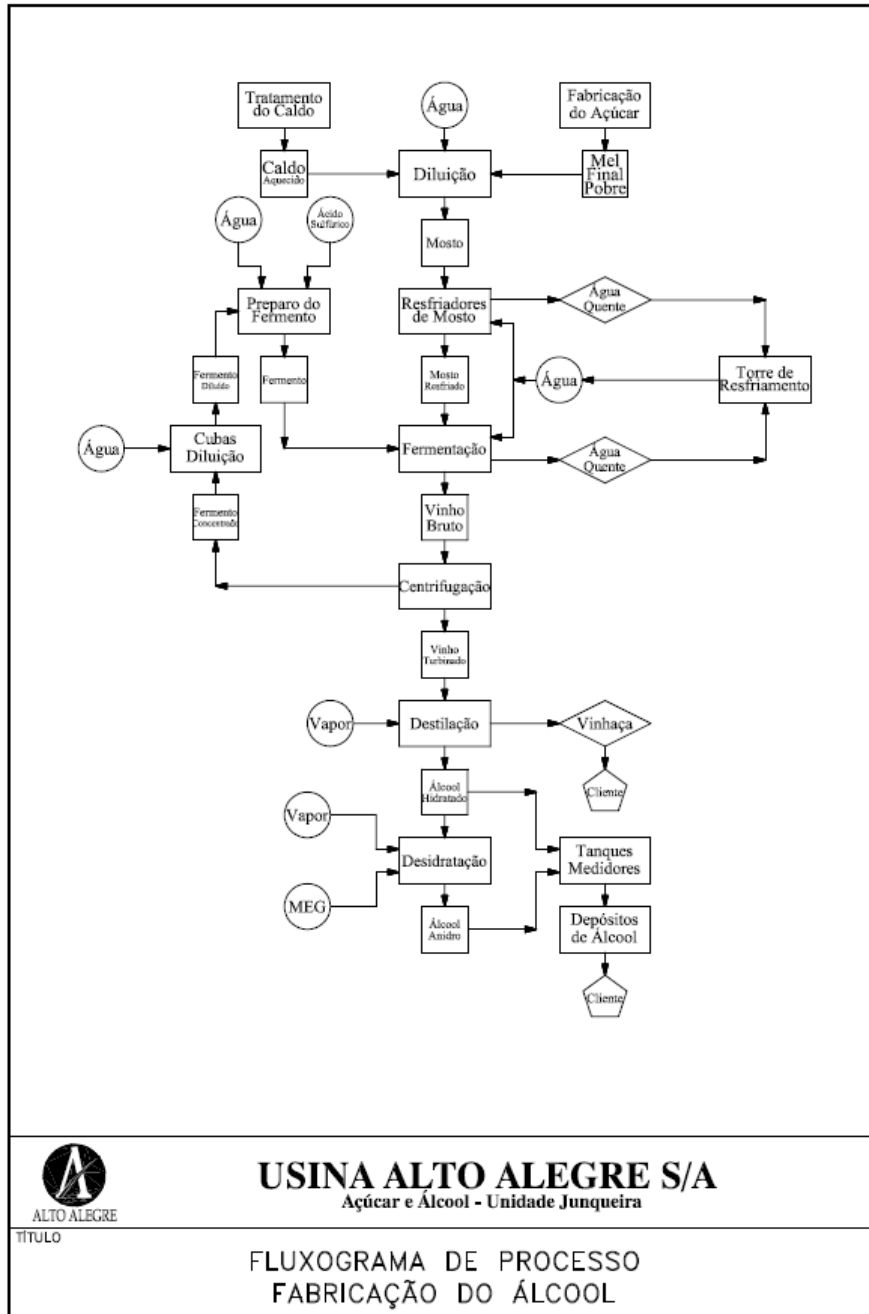 Tratamento
do Caldo
Água
Fabricação
do Açúcar
Caldo
Aquecido
Diluição
Mel
Final
Pobre
Água
Ácido
Sulfúrico
Mosto
Preparo do
Fermento
Resfriadores
de Mosto
Água
Quente
Fermento
Diluído
Fermento
Mosto
Resfriado
Água
Torre de
Resfriamento
Água
Cubas
Diluição
Fermentação
Água
Quente
Fermento
Concentrado
Vinho
Bruto
Centrifugação
Vinho
Turbinado
Vapor
Destilação
Vinhaça
Álcool
Hidratado
Cliente
Vapor
Desidratação
Tanques
Medidores
MEG
Álcool
Anidro
Depósitos
de Álcool
Cliente
ALTO ALEGRE
USINA ALTO ALEGRE S/A
Açúcar e Álcool - Unidade Junqueira
TÍTULO
FLUXOGRAMA DE PROCESSO
FABRICAÇÃO DO ÁLCOOL